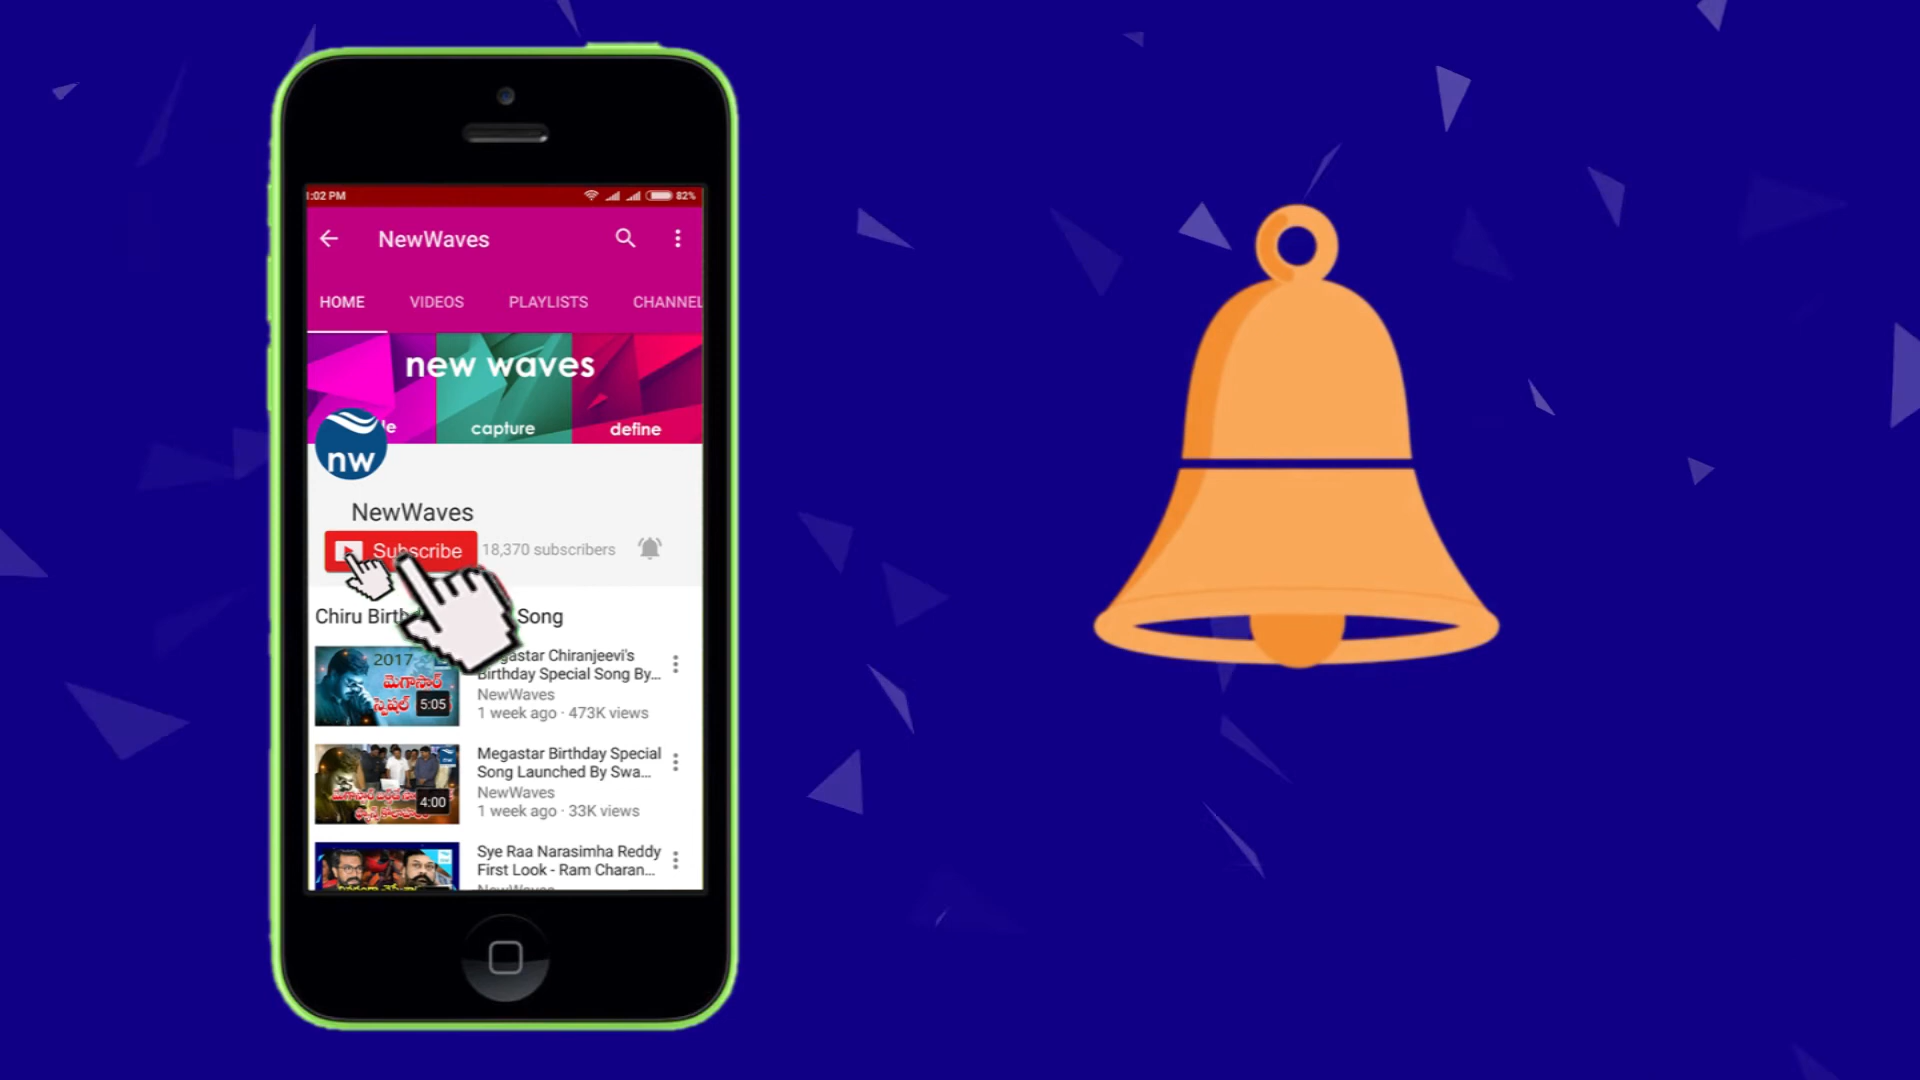 1:02 PM
82%
NewWaves
HOME VIDEOS PLAYLISTS CHANNEL
new waves
capture define
nw
NewWaves
Subscribe 18,370 subscribers
Chiru Song
2017
మెగాస్టార్
స్పెషల్
5:05
Chiranjeevi's
Birthday Special Song By...
NewWaves
1 week ago · 473K views
4:00
Megastar Birthday Special
Song Launched By Swa...
NewWaves
1 week ago · 33K views
Sye Raa Narasimha Reddy
First Look - Ram Charan...
NewWaves